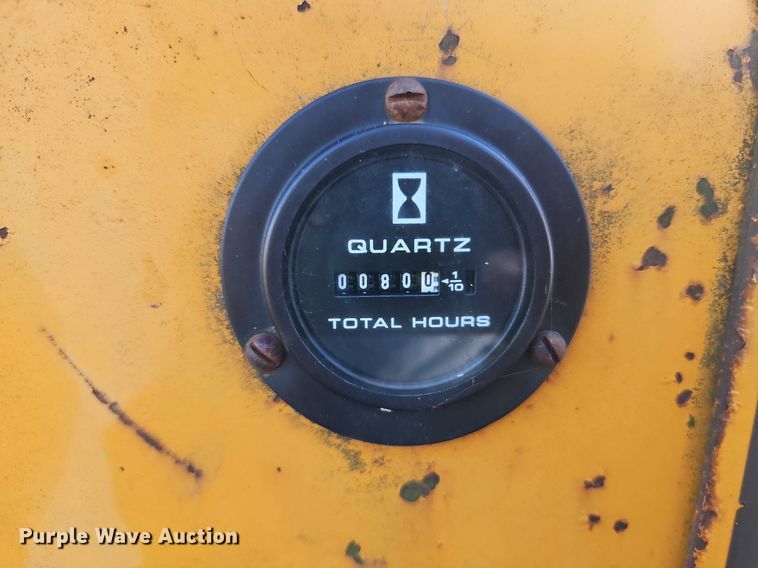 QUARTZ
00800 1/10
TOTAL HOURS
Purple Wave Auction